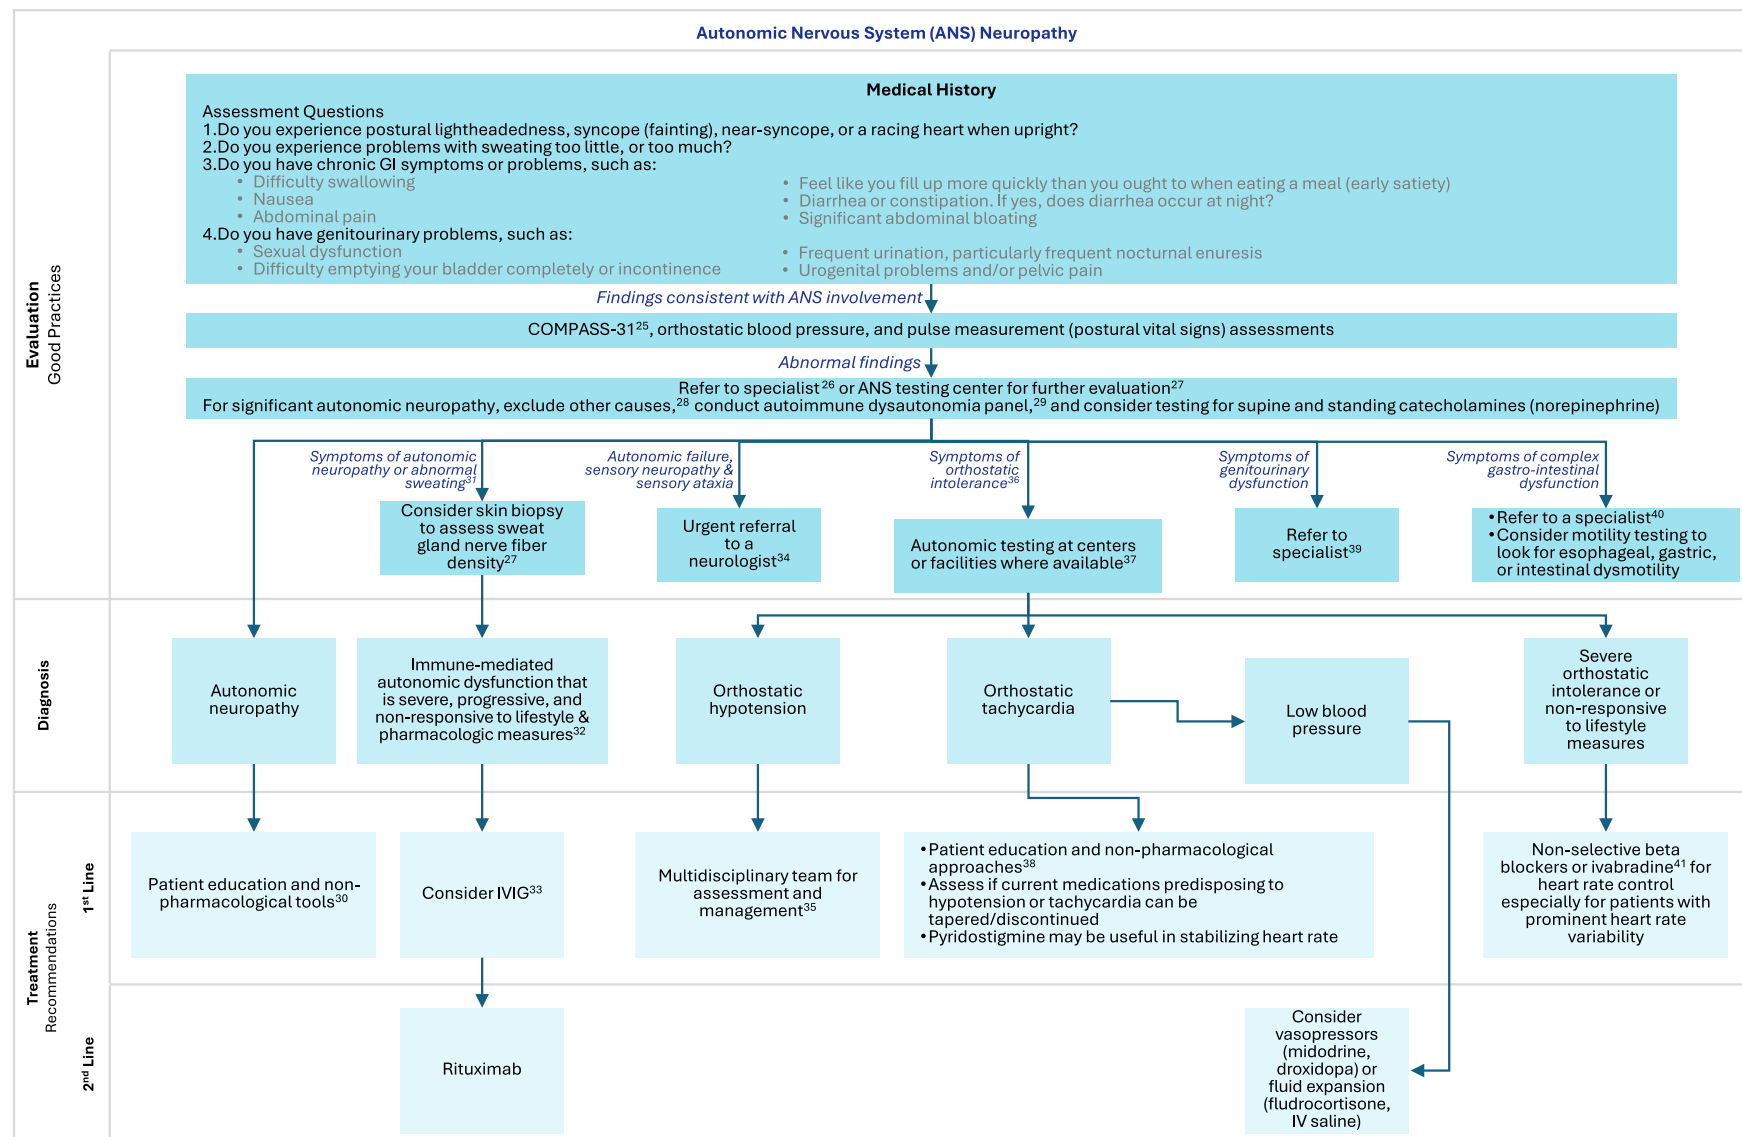 Autonomic Nervous System (ANS) Neuropathy
Evaluation
Good Practices
Medical History
Assessment Questions
1.Do you experience postural lightheadedness, syncope (fainting), near-syncope, or a racing heart when upright?
2.Do you experience problems with sweating too little, or too much?
3.Do you have chronic GI symptoms or problems, such as:
• Difficulty swallowing
• Nausea
• Abdominal pain
• Feel like you fill up more quickly than you ought to when eating a meal (early satiety)
• Diarrhea or constipation. If yes, does diarrhea occur at night?
• Significant abdominal bloating
4.Do you have genitourinary problems, such as:
• Sexual dysfunction
• Difficulty emptying your bladder completely or incontinence
• Frequent urination, particularly frequent nocturnal enuresis
• Urogenital problems and/or pelvic pain
Findings consistent with ANS involvement
COMPASS-31²⁵, orthostatic blood pressure, and pulse measurement (postural vital signs) assessments
Abnormal findings
Refer to specialist²⁶ or ANS testing center for further evaluation²⁷
For significant autonomic neuropathy, exclude other causes,²⁸ conduct autoimmune dysautonomia panel,²⁹ and consider testing for supine and standing catecholamines (norepinephrine)
Symptoms of autonomic
neuropathy or abnormal
sweating³¹
Consider skin biopsy
to assess sweat
gland nerve fiber
density²⁷
Autonomic failure,
sensory neuropathy &
sensory ataxia
Urgent referral
to a
neurologist³⁴
Symptoms of
orthostatic
intolerance³⁶
Autonomic testing at centers
or facilities where available³⁷
Symptoms of
genitourinary
dysfunction
Refer to
specialist³⁹
Symptoms of complex
gastro-intestinal
dysfunction
•Refer to a specialist⁴⁰
•Consider motility testing to
look for esophageal, gastric,
or intestinal dysmotility
Diagnosis
Autonomic
neuropathy
Immune-mediated
autonomic dysfunction that
is severe, progressive, and
non-responsive to lifestyle &
pharmacologic measures³²
Orthostatic
hypotension
Orthostatic
tachycardia
Low blood
pressure
Severe
orthostatic
intolerance or
non-responsive
to lifestyle
measures
Treatment
Recommendations
1st Line
Patient education and non-
pharmacological tools³⁰
Consider IVIG³³
Multidisciplinary team for
assessment and
management³⁵
•Patient education and non-pharmacological
approaches³⁸
•Assess if current medications predisposing to
hypotension or tachycardia can be
tapered/discontinued
•Pyridostigmine may be useful in stabilizing heart rate
Non-selective beta
blockers or ivabradine⁴¹ for
heart rate control
especially for patients with
prominent heart rate
variability
2nd Line
Rituximab
Consider
vasopressors
(midodrine,
droxidopa) or
fluid expansion
(fludrocortisone,
IV saline)